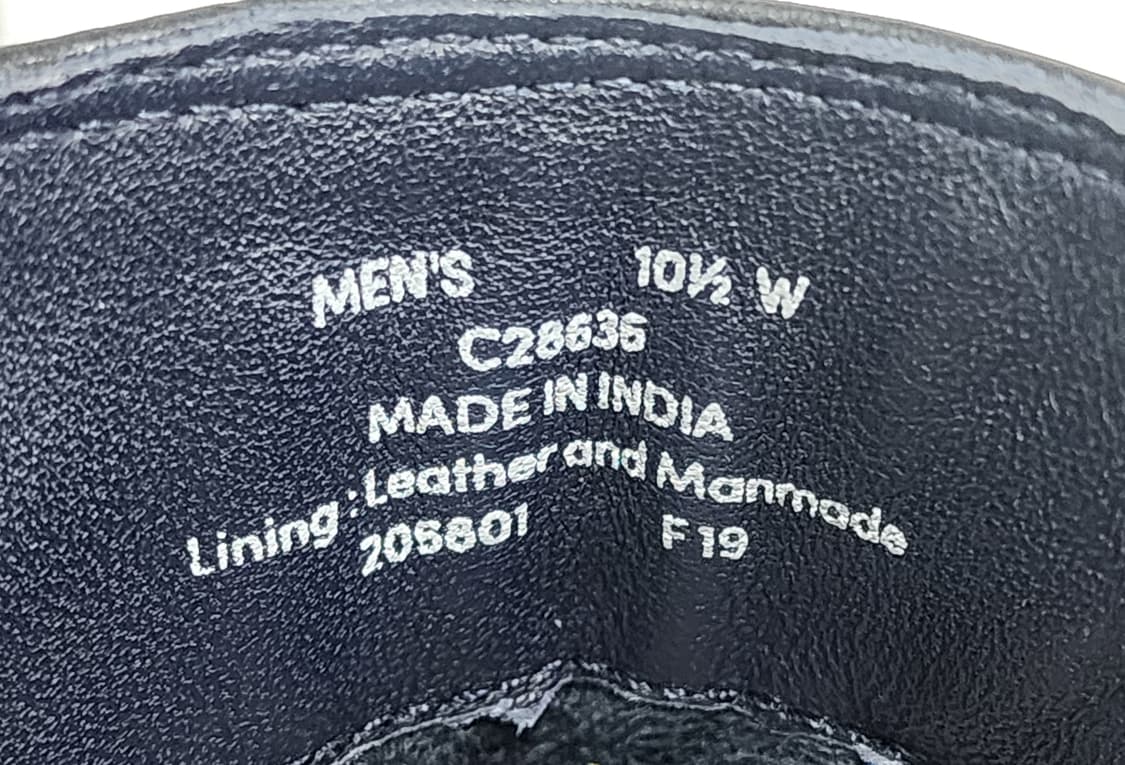 MEN'S 10½ W
C28636
MADE IN INDIA
Lining: Leather and Manmade
206801 F19